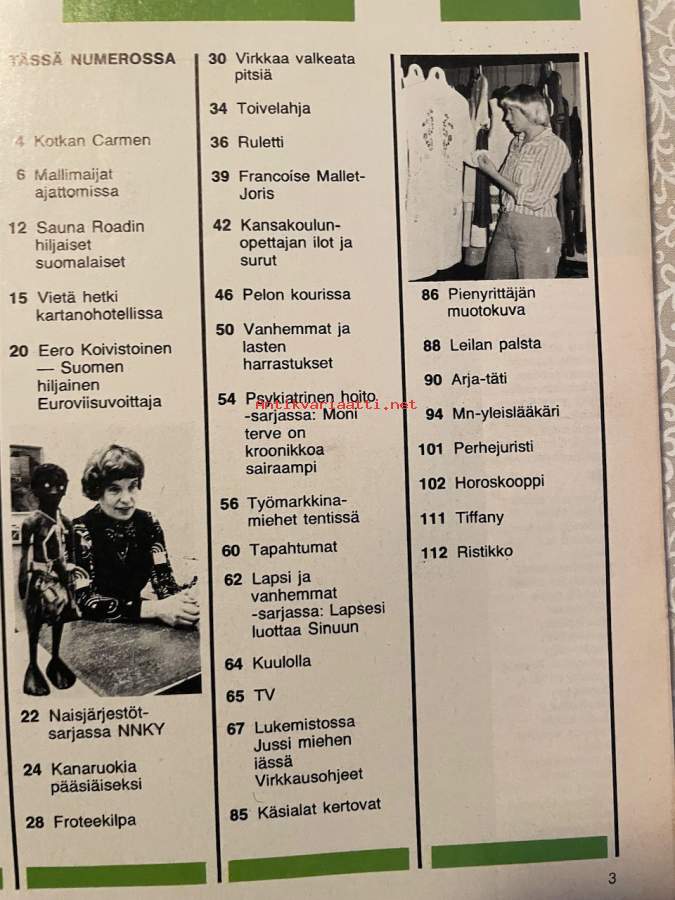 TÄSSÄ NUMEROSSA
4 Kotkan Carmen
6 Mallimaijat
ajattomissa
12 Sauna Roadin
hiljaiset
suomalaiset
15 Vietä hetki
kartanohotellissa
20 Eero Koivistoinen
— Suomen
hiljainen
Euroviisuvoittaja
22 Naisjärjestöt-
sarjassa NNKY
24 Kanaruokia
pääsiäiseksi
28 Froteekilpa
30 Virkkaa valkeata
pitsiä
34 Toivelahja
36 Ruletti
39 Francoise Mallet-
Joris
42 Kansakoulun-
opettajan ilot ja
surut
46 Pelon kourissa
50 Vanhemmat ja
lasten
harrastukset
54 Psykiatrinen hoito
-sarjassa: Moni
terve on
kroonikkoa
sairaampi
56 Työmarkkina-
miehet tentissä
60 Tapahtumat
62 Lapsi ja
vanhemmat
-sarjassa: Lapsesi
luottaa Sinuun
64 Kuulolla
65 TV
67 Lukemistossa
Jussi miehen
iässä
Virkkausohjeet
85 Käsialat kertovat
86 Pienyrittäjän
muotokuva
88 Leilan palsta
90 Arja-täti
94 Mn-yleislääkäri
101 Perhejuristi
102 Horoskooppi
111 Tiffany
112 Ristikko
Antikvariaatti.net
3